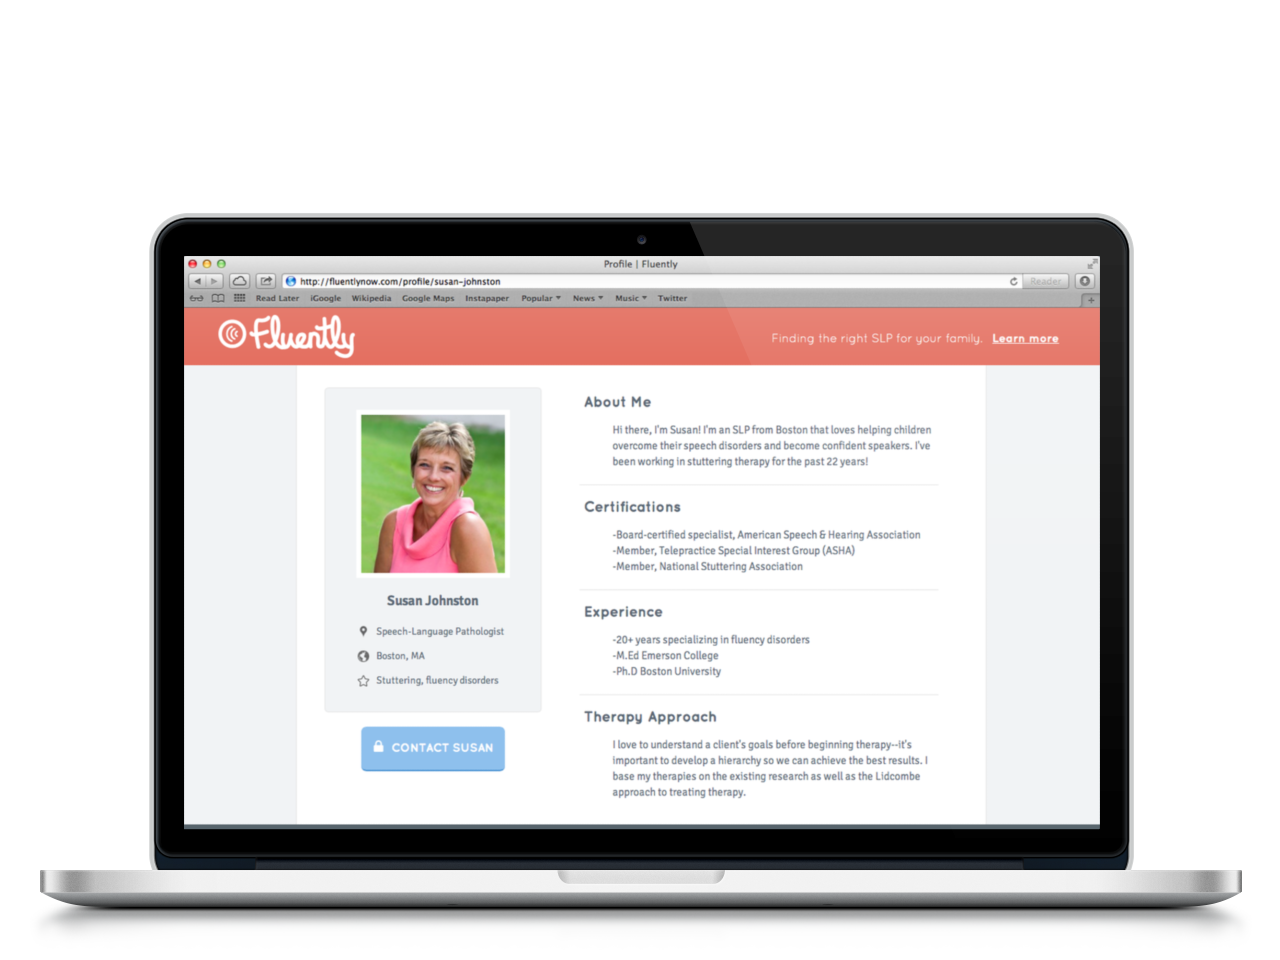 Profile | Fluently
http://fluentlynow.com/profile/susan-johnston
Reader
Read Later iGoogle Wikipedia Google Maps Instapaper Popular News Music Twitter
Fluently
Finding the right SLP for your family. Learn more
Susan Johnston
Speech-Language Pathologist
Boston, MA
Stuttering, fluency disorders
CONTACT SUSAN
About Me
Hi there, I'm Susan! I'm an SLP from Boston that loves helping children
overcome their speech disorders and become confident speakers. I've
been working in stuttering therapy for the past 22 years!
Certifications
-Board-certified specialist, American Speech & Hearing Association
-Member, Telepractice Special Interest Group (ASHA)
-Member, National Stuttering Association
Experience
-20+ years specializing in fluency disorders
-M.Ed Emerson College
-Ph.D Boston University
Therapy Approach
I love to understand a client's goals before beginning therapy--it's
important to develop a hierarchy so we can achieve the best results. I
base my therapies on the existing research as well as the Lidcombe
approach to treating therapy.